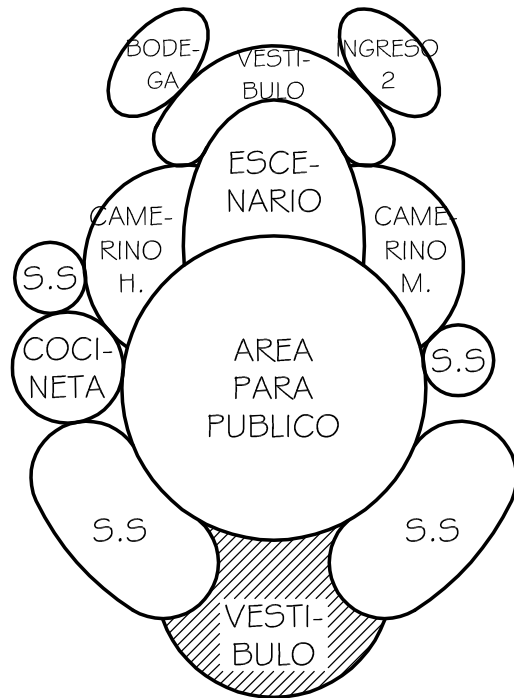 BODE-
GA
VESTI-
BULO
INGRESO
2
ESCE-
NARIO
CAME-
RINO
H.
CAME-
RINO
M.
S.S
COCI-
NETA
AREA
PARA
PUBLICO
S.S
S.S
S.S
VESTI-
BULO